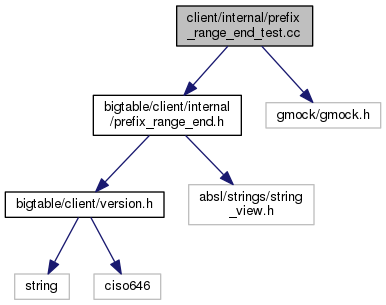 client/internal/prefix
_range_end_test.cc
bigtable/client/internal
/prefix_range_end.h
gmock/gmock.h
bigtable/client/version.h
absl/strings/string
_view.h
string
ciso646